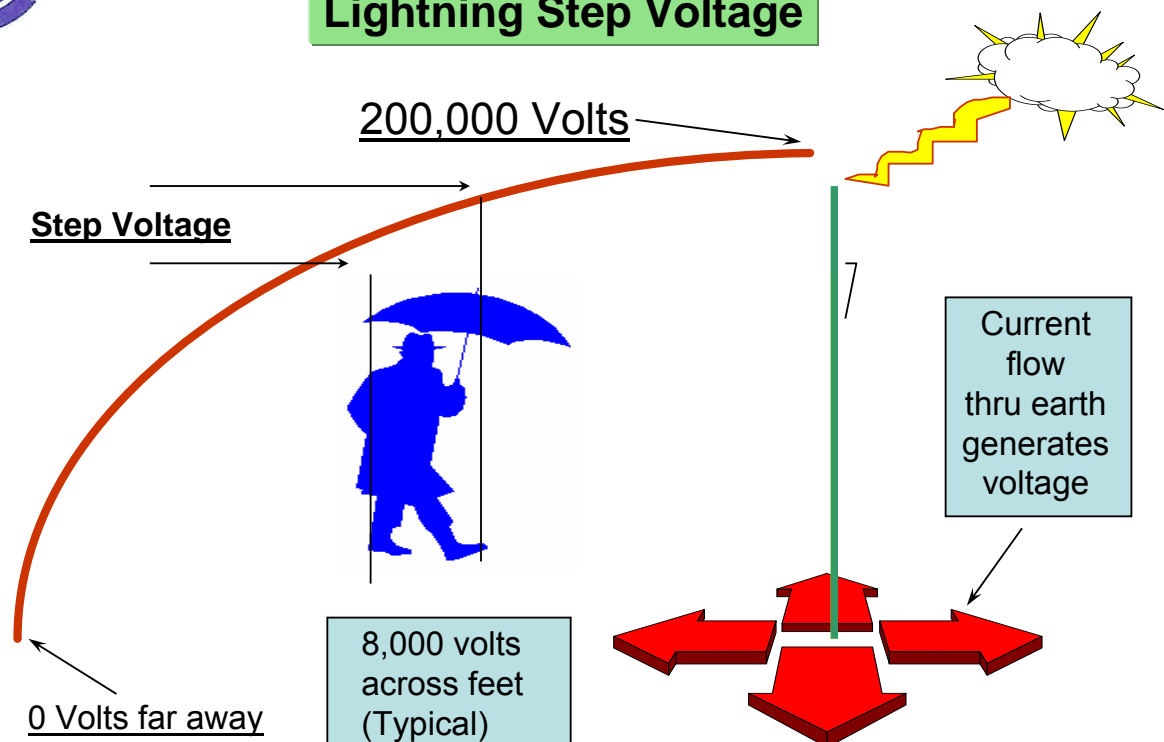 Lightning Step Voltage
200,000 Volts
Step Voltage
Current
flow
thru earth
generates
voltage
8,000 volts
across feet
(Typical)
0 Volts far away